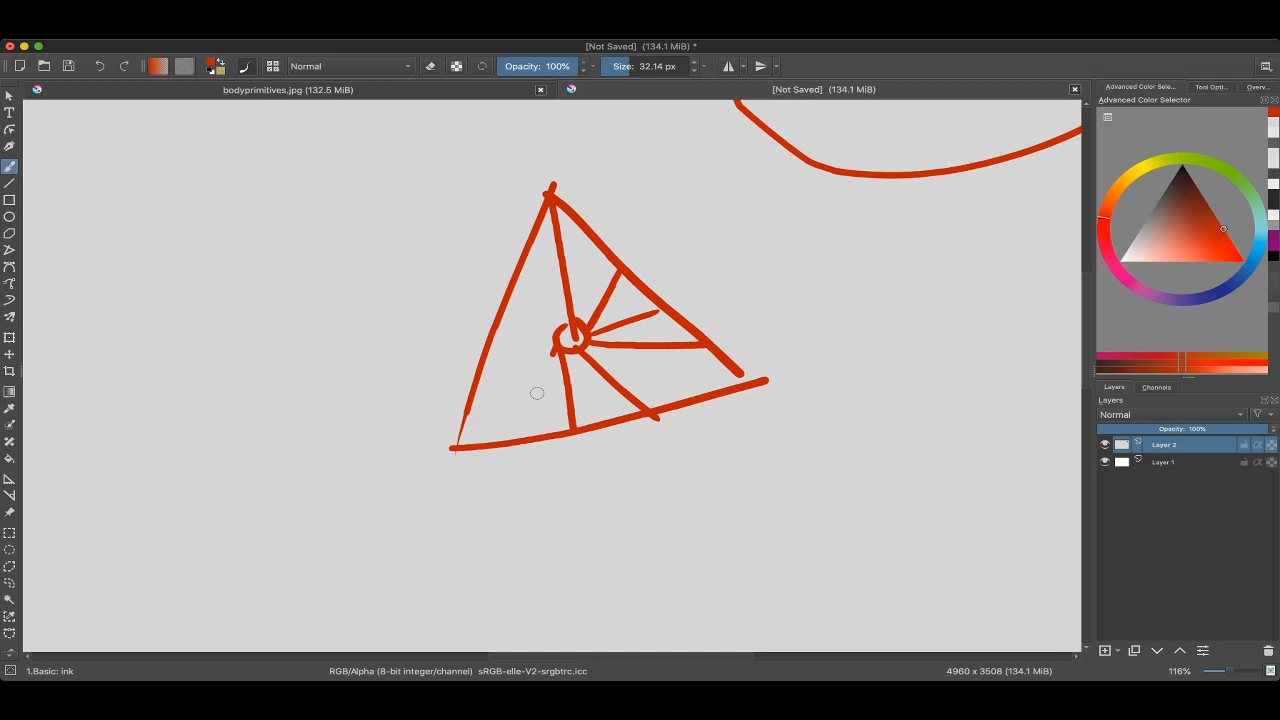 [Not Saved] (134.1 MiB) *
Normal
Opacity: 100%
Size: 32.14 px
bodyprimitives.jpg (132.6 MiB)
[Not Saved] (134.1 MiB)
Advanced Color Sele...
Tool Opti...
Overv...
Advanced Color Selector
Layers
Channels
Layers
Normal
Opacity: 100%
Layer 2
Layer 1
1.Basic: ink
RGB/Alpha (8-bit integer/channel) sRGB-elle-V2-srgbtrc.icc
4960 x 3508 (134.1 MiB)
116%